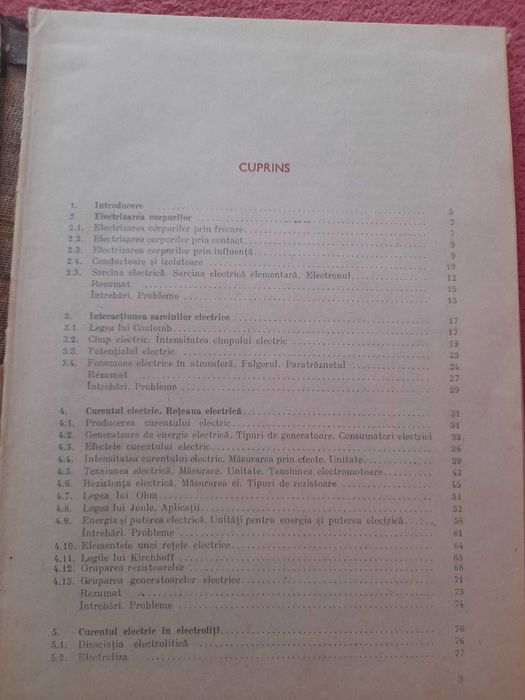 CUPRINS
1. Introducere 5
2. Electrizarea corpurilor 7
2.1. Electrizarea corpurilor prin frecare 7
2.2. Electrizarea corpurilor prin contact 9
2.3. Electrizarea corpurilor prin influență 9
2.4. Conductoare și izolatoare 10
2.5. Sarcina electrică. Sarcina electrică elementară. Electronul 12
Rezumat 15
Întrebări. Probleme 15
3. Interacțiunea sarcinilor electrice 17
3.1. Legea lui Coulomb 17
3.2. Cîmp electric. Intensitatea cîmpului electric 19
3.3. Potențialul electric 23
3.4. Fenomene electrice în atmosferă. Fulgerul. Paratrăznetul 24
Rezumat 27
Întrebări. Probleme 29
4. Curentul electric. Rețeaua electrică 31
4.1. Producerea curentului electric 31
4.2. Generatoare de energie electrică. Tipuri de generatoare. Consumatori electrici 33
4.3. Efectele curentului electric 36
4.4. Intensitatea curentului electric. Măsurarea prin efecte. Unitate 39
4.5. Tensiunea electrică. Măsurare. Unitate. Tensiunea electromotoare 43
4.6. Rezistența electrică. Măsurarea ei. Tipuri de rezistoare 45
4.7. Legea lui Ohm 51
4.8. Legea lui Joule. Aplicații 52
4.9. Energia și puterea electrică. Unități pentru energia și puterea electrică 56
Întrebări. Probleme 61
4.10. Elementele unei rețele electrice 64
4.11. Legile lui Kirchhoff 65
4.12. Gruparea rezistoarelor 68
4.13. Gruparea generatoarelor electrice 71
Rezumat 73
Întrebări. Probleme 74
5. Curentul electric în electroliți 76
5.1. Disociația electrolitică 76
5.2. Electroliza 77
3